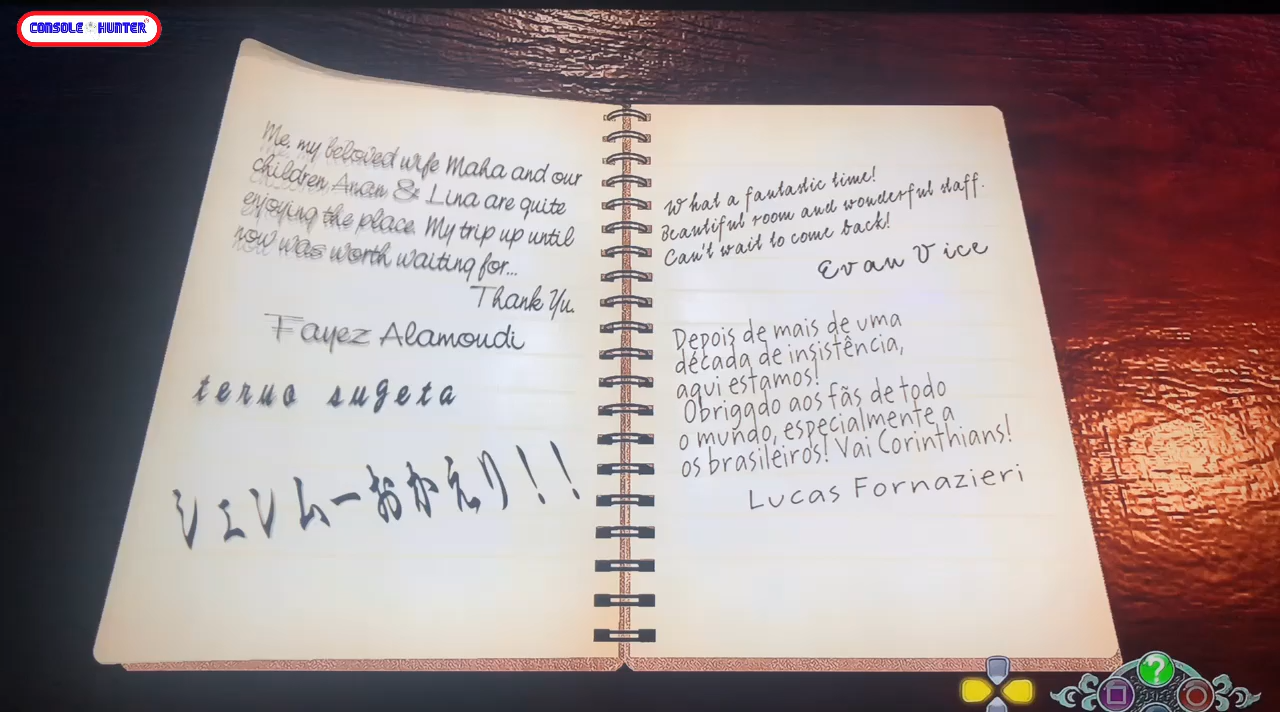 CONSOLE HUNTER
Me, my beloved wife Maha and our
children Anan & Lina are quite
enjoying the place. My trip up until
now was worth waiting for...
Thank Yu.
Fayez Alamoudi
teruo sugeta
シェンムーおかえり！！
What a fantastic time!
Beautiful room and wonderful staff.
Can't wait to come back!
Evan Vice
Depois de mais de uma
década de insistência,
aqui estamos!
Obrigado aos fãs de todo
o mundo, especialmente a
os brasileiros! Vai Corinthians!
Lucas Fornazieri
?